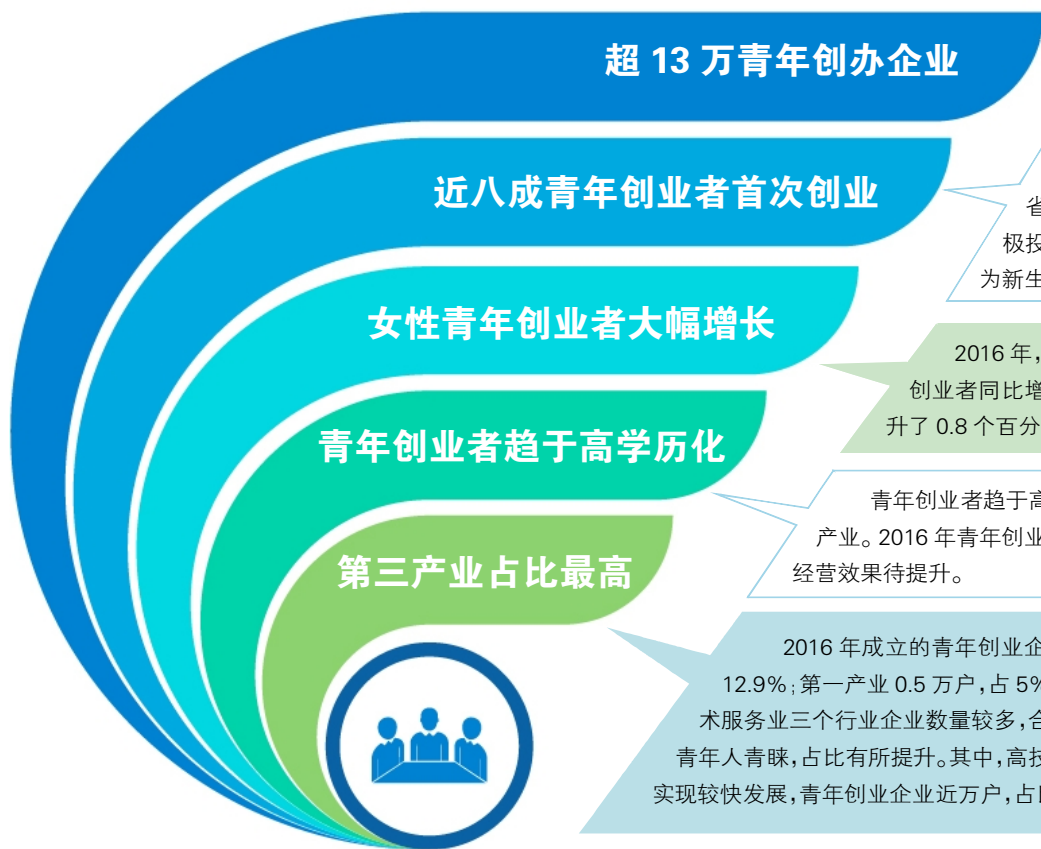 超 13 万青年创办企业
近八成青年创业者首次创业
省
极投
为新生
女性青年创业者大幅增长
2016 年，
创业者同比增
升了 0.8 个百分
青年创业者趋于高学历化
青年创业者趋于高
产业。2016 年青年创业
经营效果待提升。
第三产业占比最高
2016 年成立的青年创业企
12.9%；第一产业 0.5 万户，占 5%
术服务业三个行业企业数量较多，合
青年人青睐，占比有所提升。其中，高技
实现较快发展，青年创业企业近万户，占